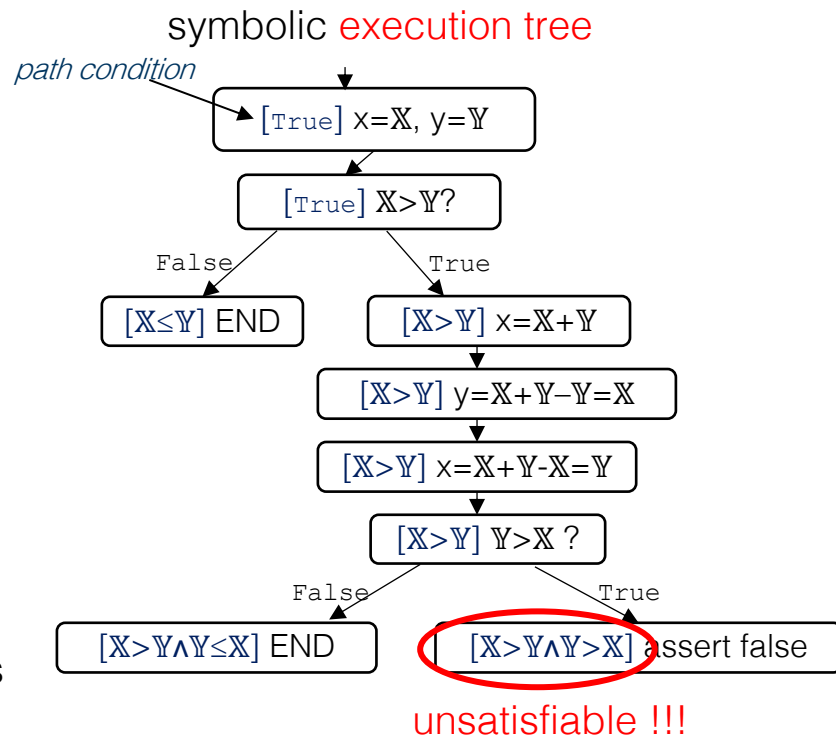 symbolic execution tree
path condition
[True] x=𝕏, y=𝕐
[True] 𝕏>𝕐?
False
True
[𝕏≤𝕐] END
[𝕏>𝕐] x=𝕏+𝕐
[𝕏>𝕐] y=𝕏+𝕐–𝕐=𝕏
[𝕏>𝕐] x=𝕏+𝕐-𝕏=𝕐
[𝕏>𝕐] 𝕐>𝕏 ?
False
True
[𝕏>𝕐∧𝕐≤𝕏] END
[𝕏>𝕐∧𝕐>𝕏] assert false
s
unsatisfiable !!!